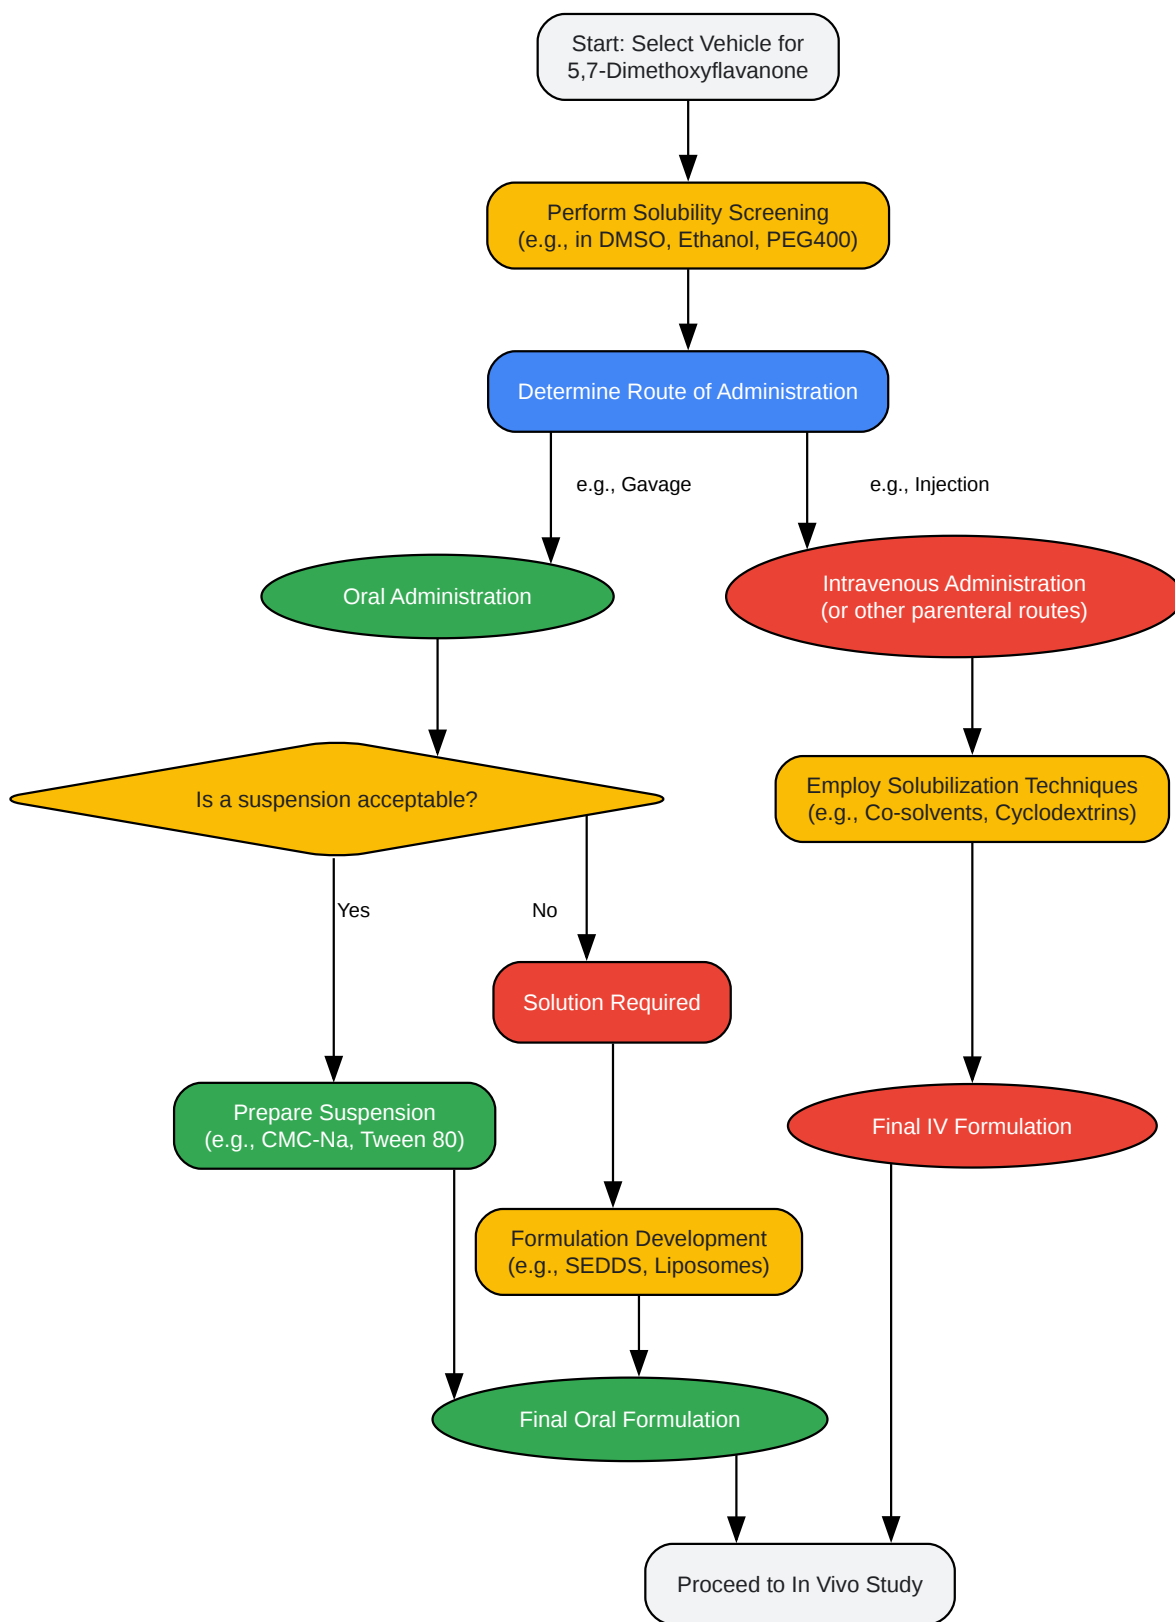 Start: Select Vehicle for
5,7-Dimethoxyflavanone
Perform Solubility Screening
(e.g., in DMSO, Ethanol, PEG400)
Determine Route of Administration
e.g., Gavage
e.g., Injection
Oral Administration
Intravenous Administration
(or other parenteral routes)
Is a suspension acceptable?
Employ Solubilization Techniques
(e.g., Co-solvents, Cyclodextrins)
Yes
No
Solution Required
Prepare Suspension
(e.g., CMC-Na, Tween 80)
Final IV Formulation
Formulation Development
(e.g., SEDDS, Liposomes)
Final Oral Formulation
Proceed to In Vivo Study